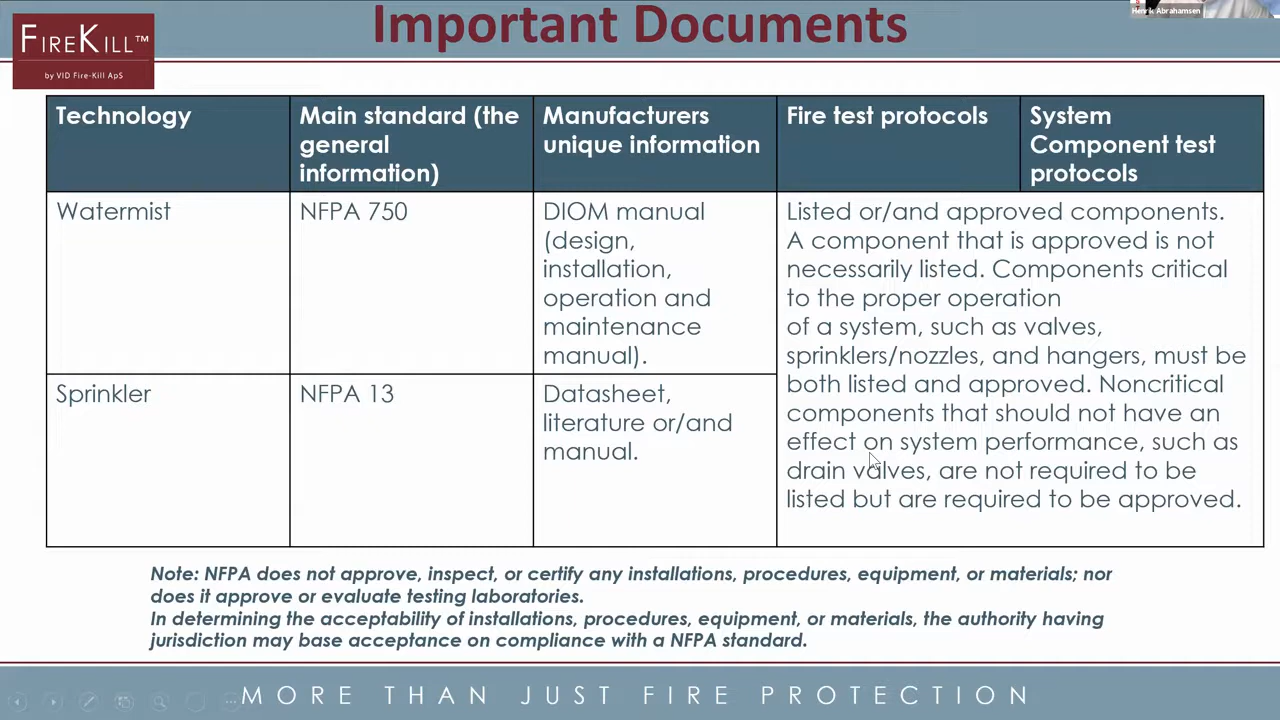 Important Documents
Henrik Abrahamsen
FIREKILL™
by VID Fire-Kill ApS
Technology
Main standard (the
general
information)
Manufacturers
unique information
Fire test protocols
System
Component test
protocols
Watermist
NFPA 750
DIOM manual
(design,
installation,
operation and
maintenance
manual).
Listed or/and approved components.
A component that is approved is not
necessarily listed. Components critical
to the proper operation
of a system, such as valves,
sprinklers/nozzles, and hangers, must be
both listed and approved. Noncritical
components that should not have an
effect on system performance, such as
drain valves, are not required to be
listed but are required to be approved.
Sprinkler
NFPA 13
Datasheet,
literature or/and
manual.
Note: NFPA does not approve, inspect, or certify any installations, procedures, equipment, or materials; nor
does it approve or evaluate testing laboratories.
In determining the acceptability of installations, procedures, equipment, or materials, the authority having
jurisdiction may base acceptance on compliance with a NFPA standard.
MORE THAN JUST FIRE PROTECTION